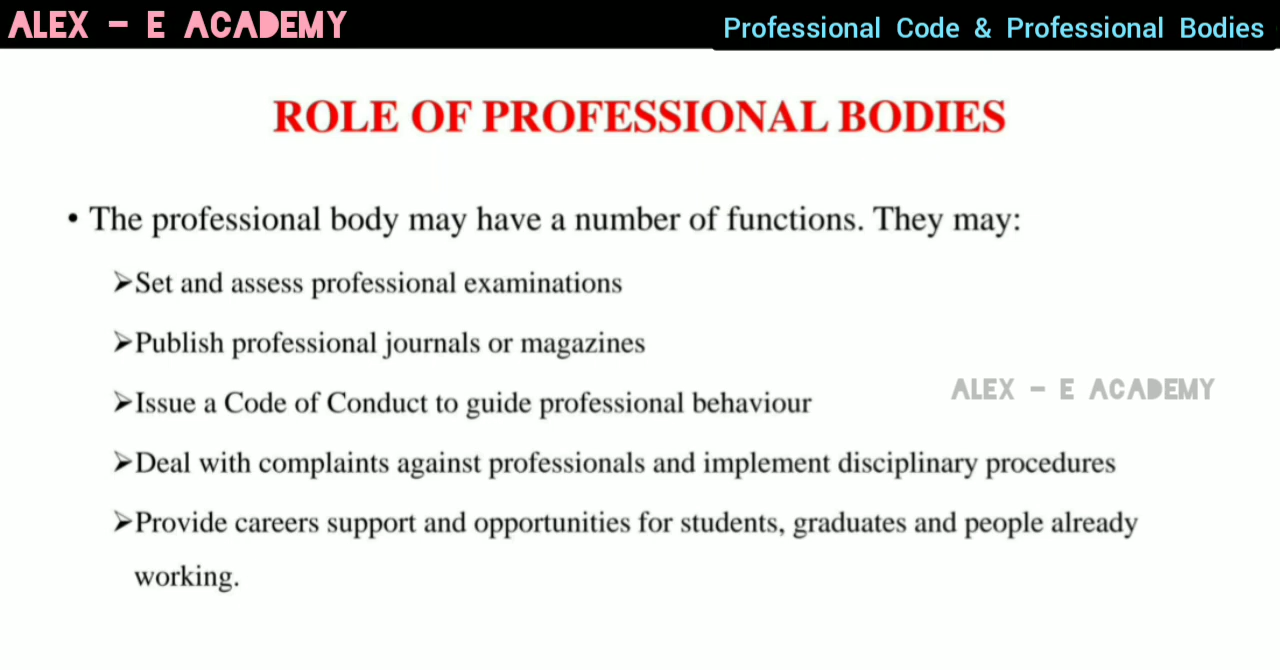 ALEX - E ACADEMY
Professional Code & Professional Bodies
ROLE OF PROFESSIONAL BODIES
• The professional body may have a number of functions. They may:
➢Set and assess professional examinations
➢Publish professional journals or magazines
➢Issue a Code of Conduct to guide professional behaviour
ALEX - E ACADEMY
➢Deal with complaints against professionals and implement disciplinary procedures
➢Provide careers support and opportunities for students, graduates and people already
working.